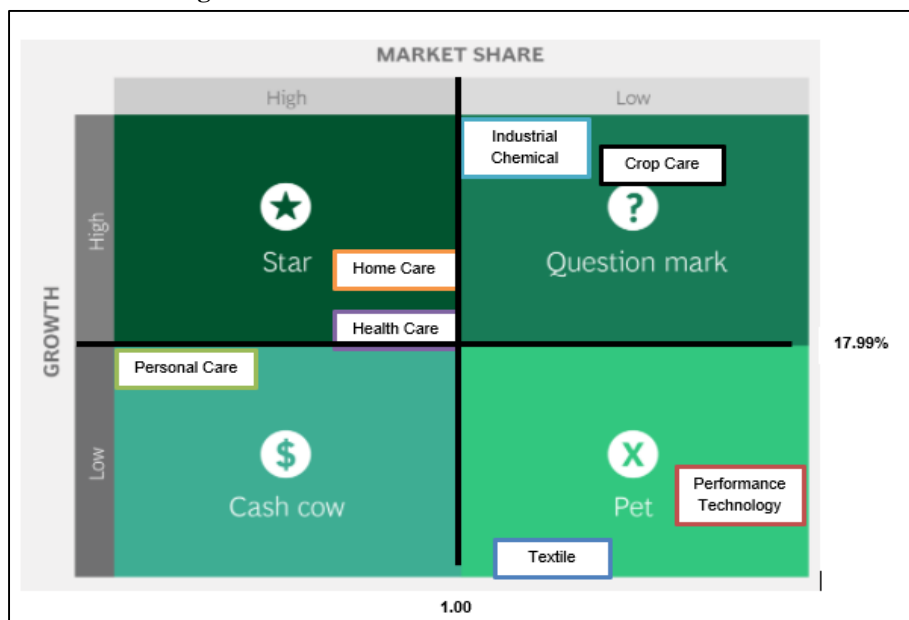 MARKET SHARE
High
Low
GROWTH
High
Low
Industrial
Chemical
Crop Care
?
Star
Home Care
Question mark
Health Care
17.99%
Personal Care
$
X
Cash cow
Pet
Performance
Technology
Textile
1.00